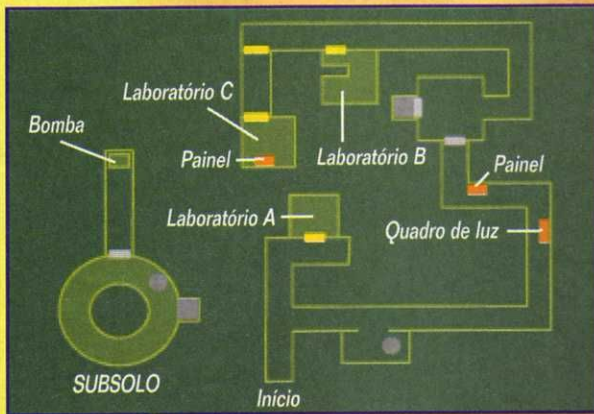 Laboratório C
Bomba
Painel
Laboratório B
Painel
Laboratório A
Quadro de luz
SUBSOLO
Início